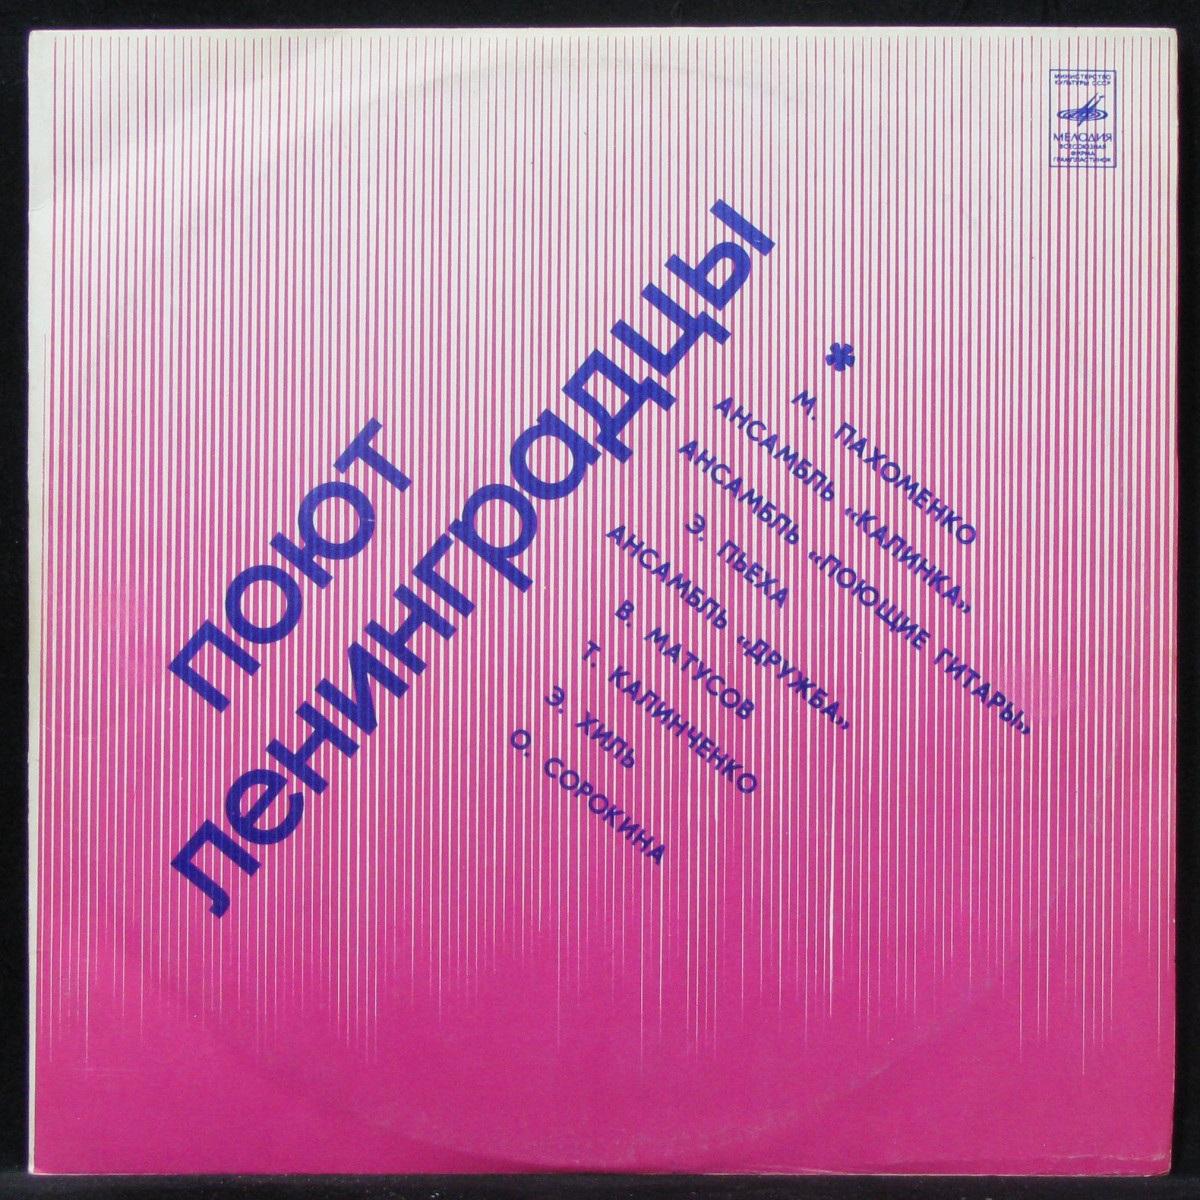 МИНИСТЕРСТВО
КУЛЬТУРЫ СССР
МЕЛОДИЯ
ВСЕСОЮЗНАЯ
ФИРМА
ГРАМПЛАСТИНОК
поют
ленинградцы
*
М. ПАХОМЕНКО
АНСАМБЛЬ «КАЛИНКА»
АНСАМБЛЬ «ПОЮЩИЕ ГИТАРЫ»
Э. ПЬЕХА
АНСАМБЛЬ «ДРУЖБА»
В. МАТУСОВ
Т. КАЛИНЧЕНКО
Э. ХИЛЬ
О. СОРОКИНА